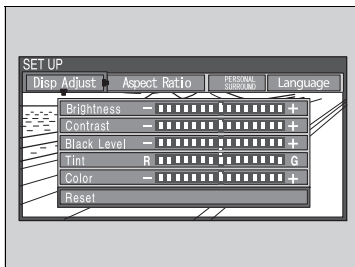 SET UP
Disp Adjust Aspect Ratio PERSONAL SURROUND Language
Brightness − +
Contrast − +
Black Level − +
Tint R G
Color − +
Reset